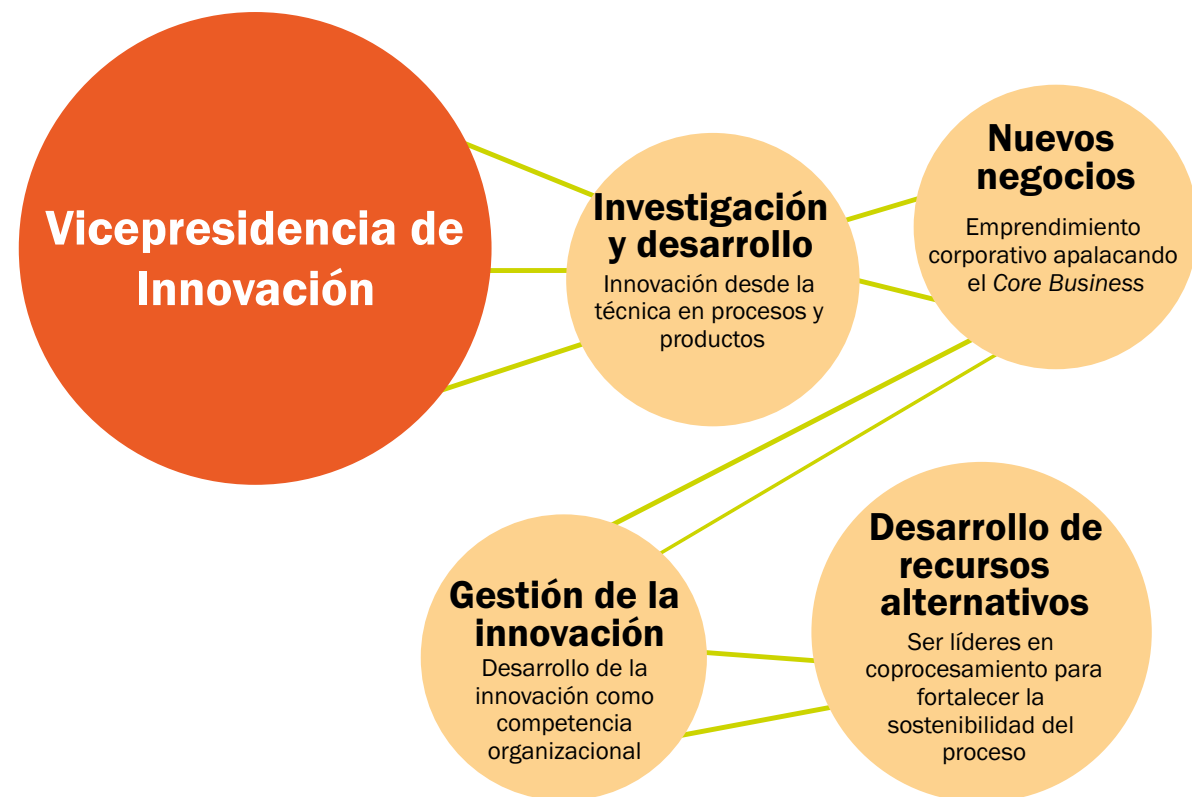 Vicepresidencia de
Innovación
Investigación
y desarrollo
Innovación desde la
técnica en procesos y
productos
Nuevos
negocios
Emprendimiento
corporativo apalacando
el Core Business
Gestión de la
innovación
Desarrollo de la
innovación como
competencia
organizacional
Desarrollo de
recursos
alternativos
Ser líderes en
coprocesamiento para
fortalecer la
sostenibilidad del
proceso